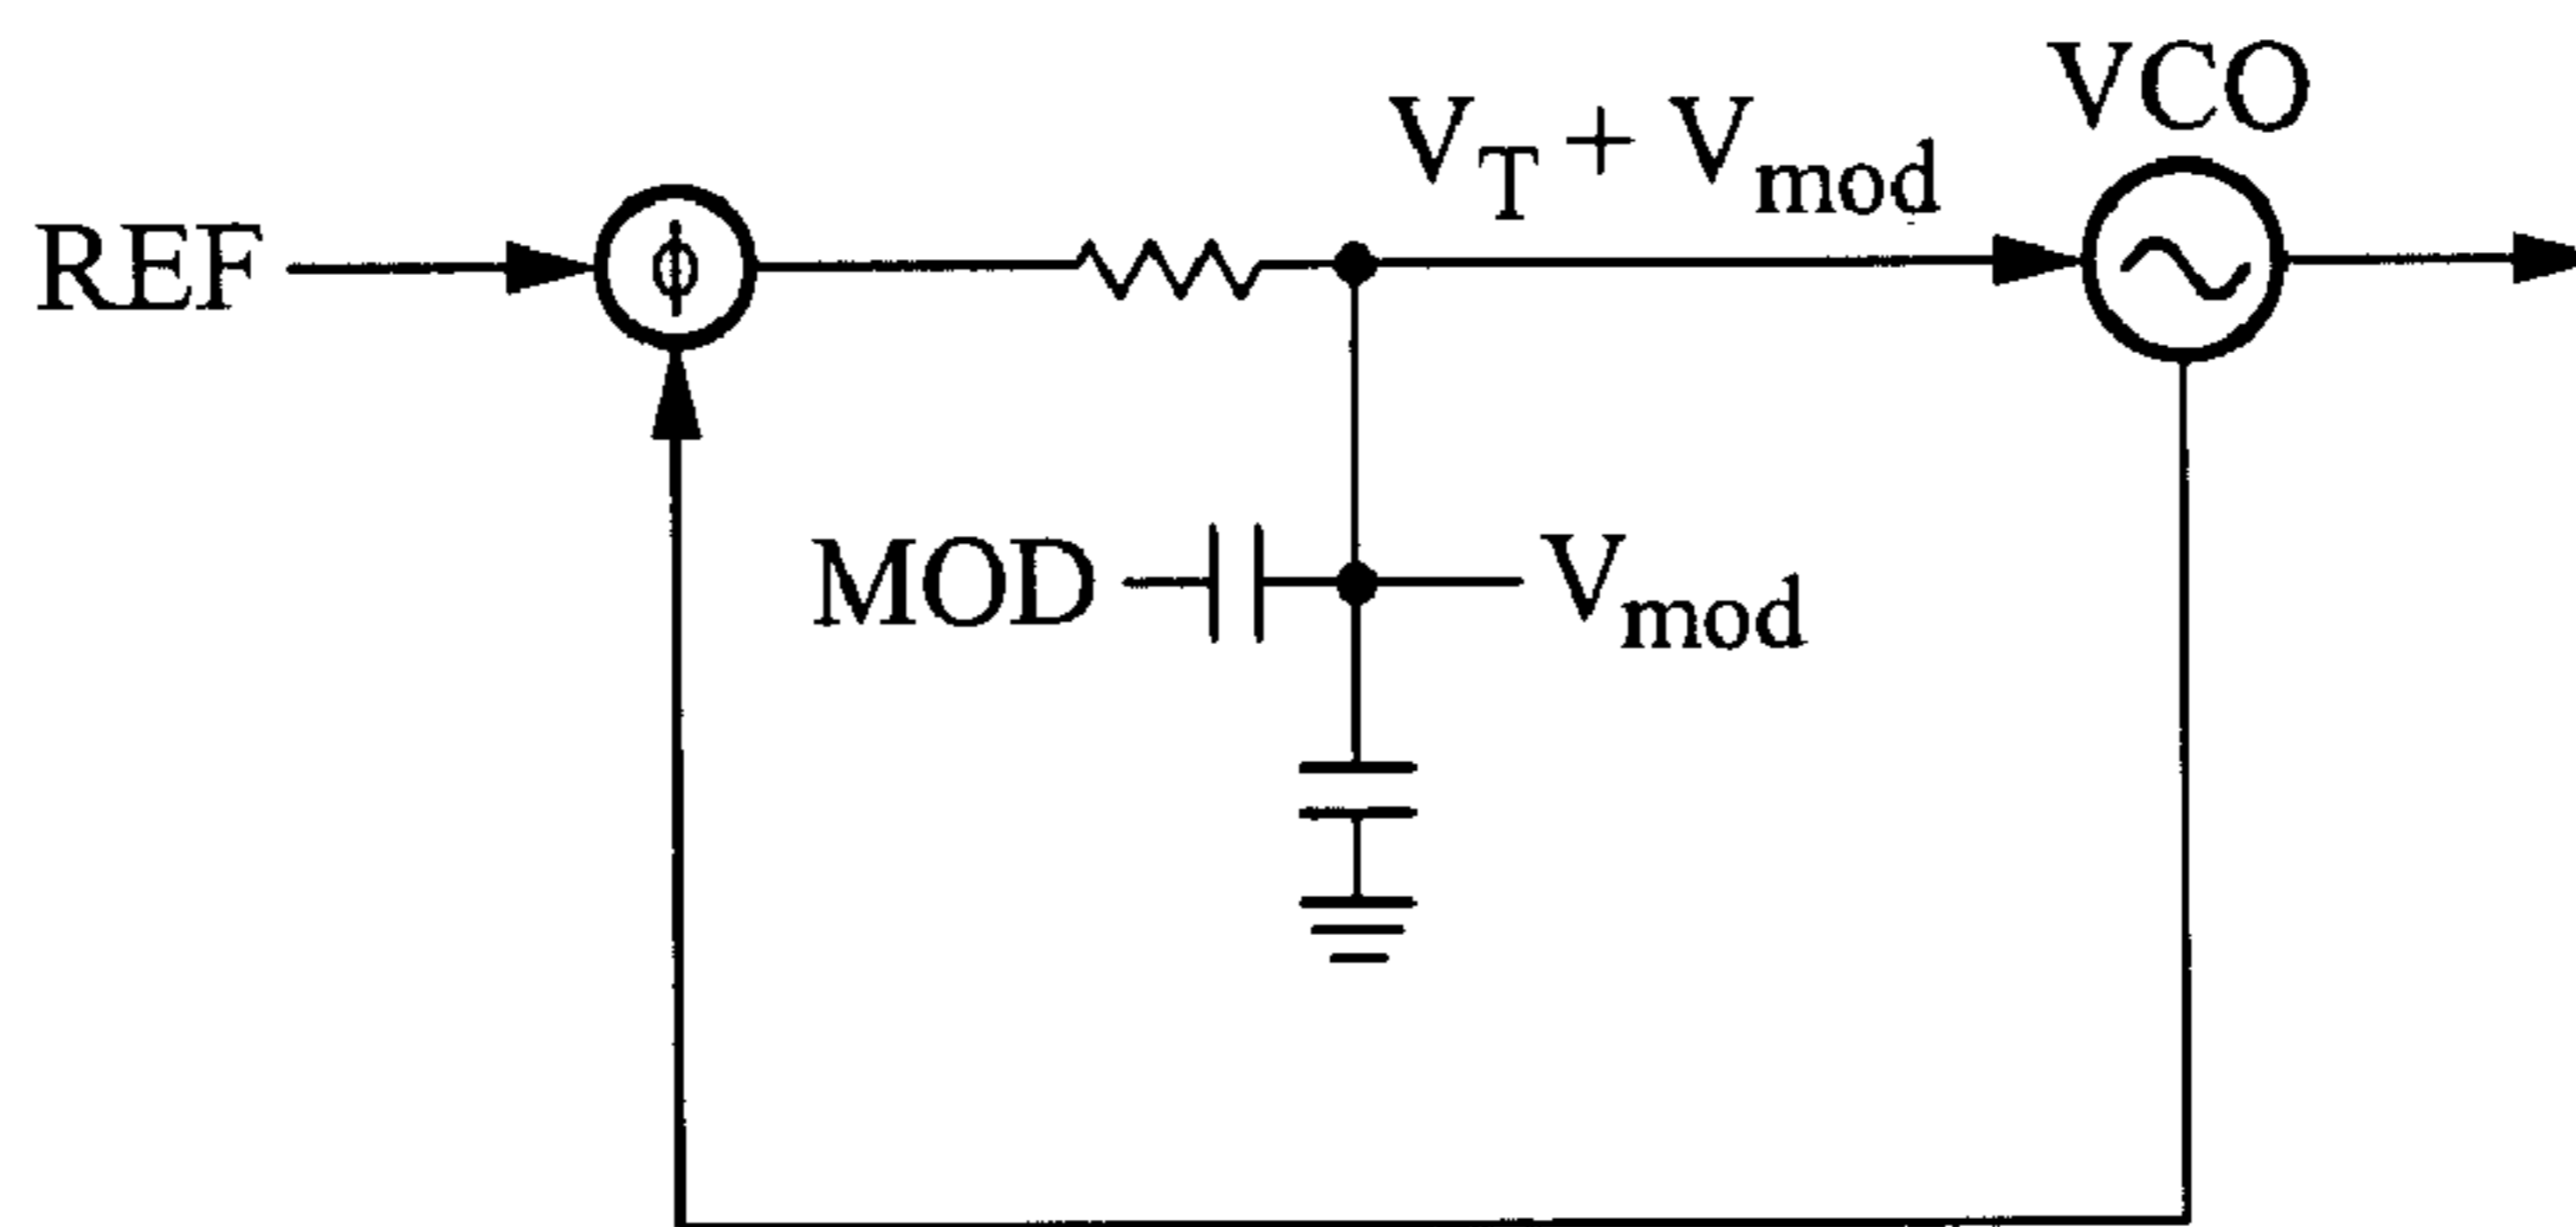 VCO
V_T + V_mod
REF
ϕ
MOD
V_mod